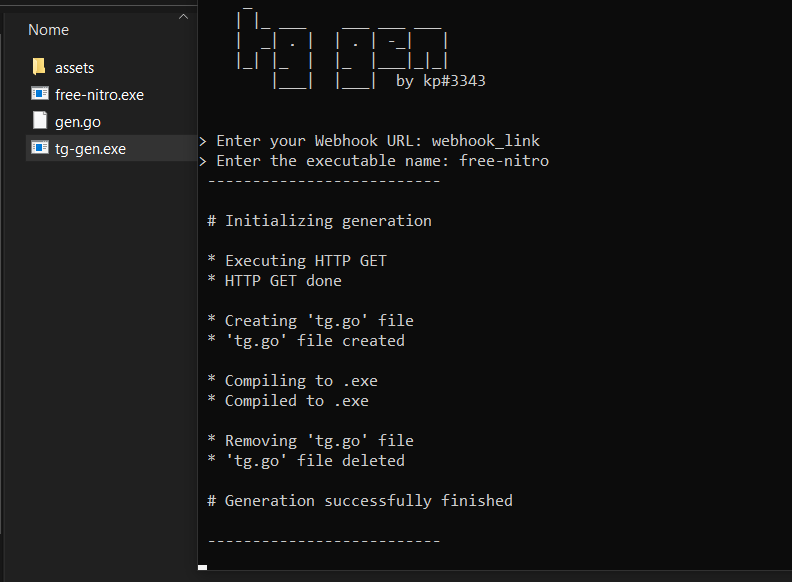 Nome
assets
free-nitro.exe
gen.go
tg-gen.exe
tg gen
by kp#3343
> Enter your Webhook URL: webhook_link
> Enter the executable name: free-nitro
--------------------------
# Initializing generation
* Executing HTTP GET
* HTTP GET done
* Creating 'tg.go' file
* 'tg.go' file created
* Compiling to .exe
* Compiled to .exe
* Removing 'tg.go' file
* 'tg.go' file deleted
# Generation successfully finished
--------------------------